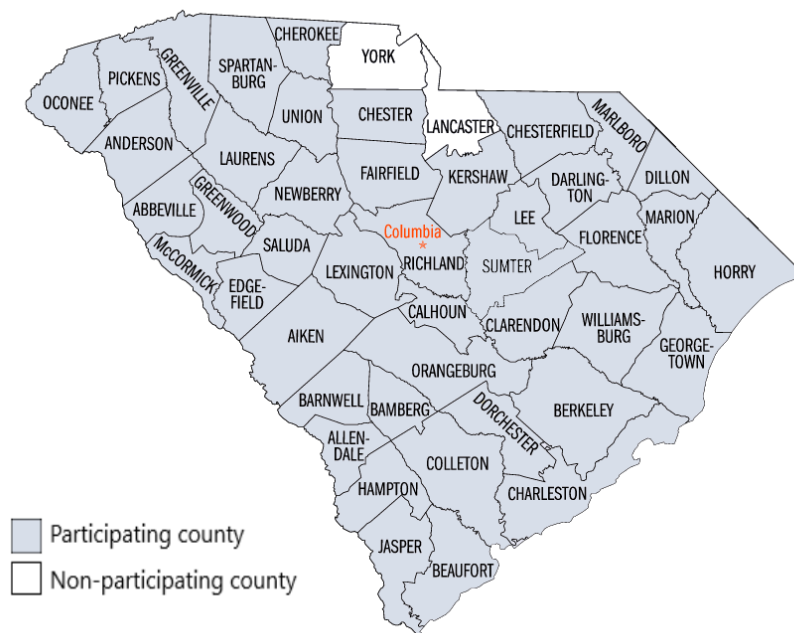 CHEROKEE
YORK
SPARTAN-
BURG
GREENVILLE
PICKENS
OCONEE
UNION
CHESTER
LANCASTER
CHESTERFIELD
MARLBORO
ANDERSON
LAURENS
FAIRFIELD
KERSHAW
DARLING-
TON
DILLON
NEWBERRY
GREENWOOD
ABBEVILLE
LEE
MARION
Columbia
FLORENCE
SALUDA
RICHLAND
SUMTER
HORRY
McCORMICK
LEXINGTON
EDGE-
FIELD
CALHOUN
CLARENDON
WILLIAMS-
BURG
AIKEN
GEORGE-
TOWN
ORANGEBURG
BARNWELL
BAMBERG
DORCHESTER
BERKELEY
ALLEN-
DALE
COLLETON
HAMPTON
CHARLESTON
JASPER
BEAUFORT
Participating county
Non-participating county